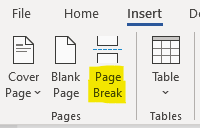 File Home Insert
Cover Blank Page Table
Page Page Break
Pages Tables